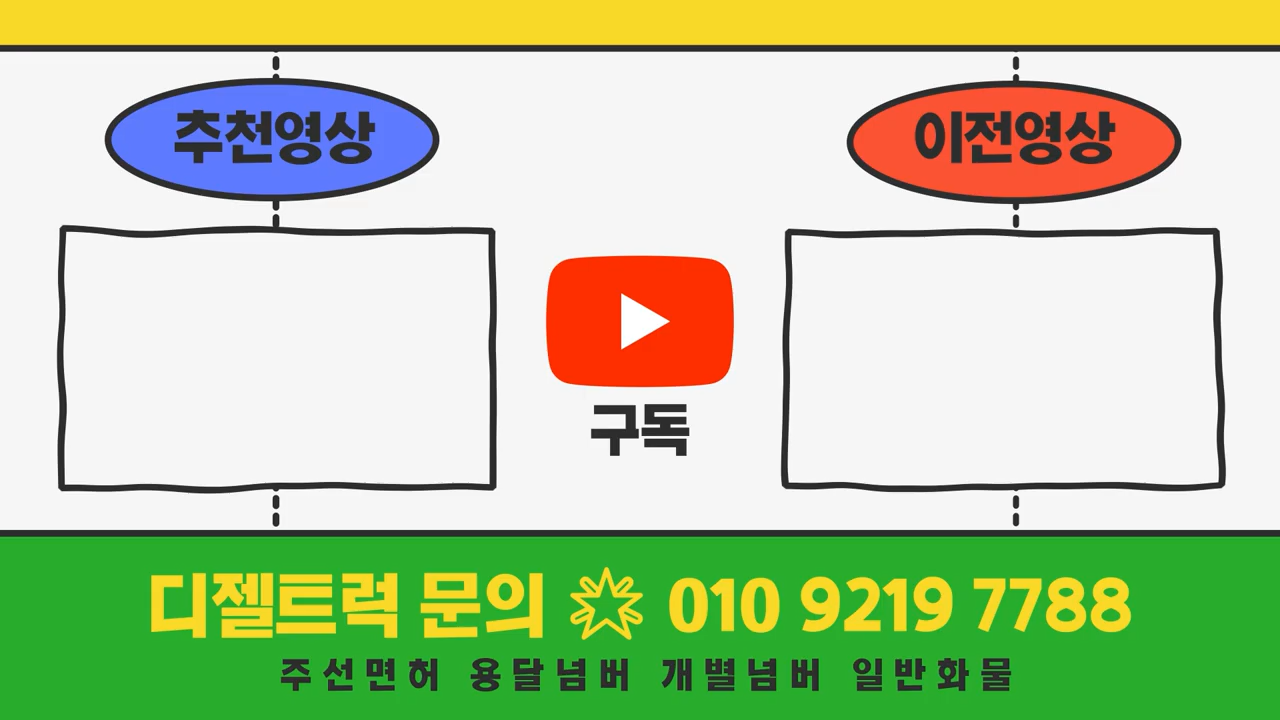 추천영상
이전영상
구독
디젤트럭 문의 010 9219 7788
주선면허 용달넘버 개별넘버 일반화물